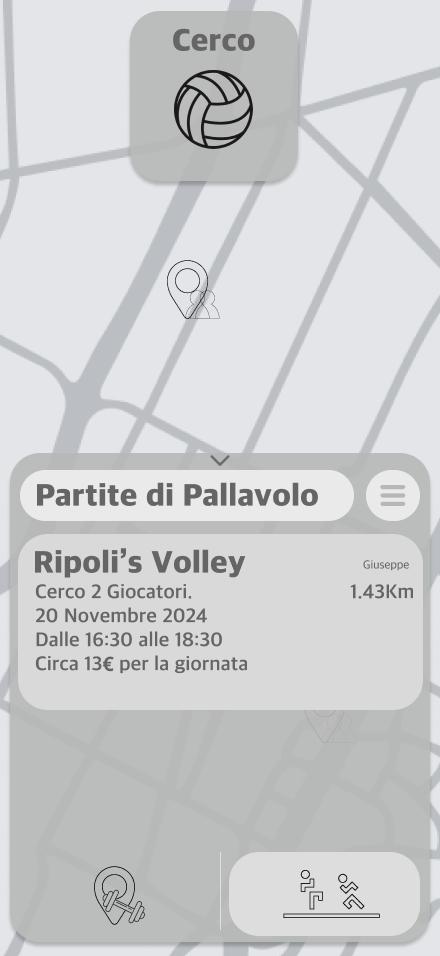 Cerco
Partite di Pallavolo
Ripoli's Volley
Giuseppe
Cerco 2 Giocatori.
1.43Km
20 Novembre 2024
Dalle 16:30 alle 18:30
Circa 13€ per la giornata